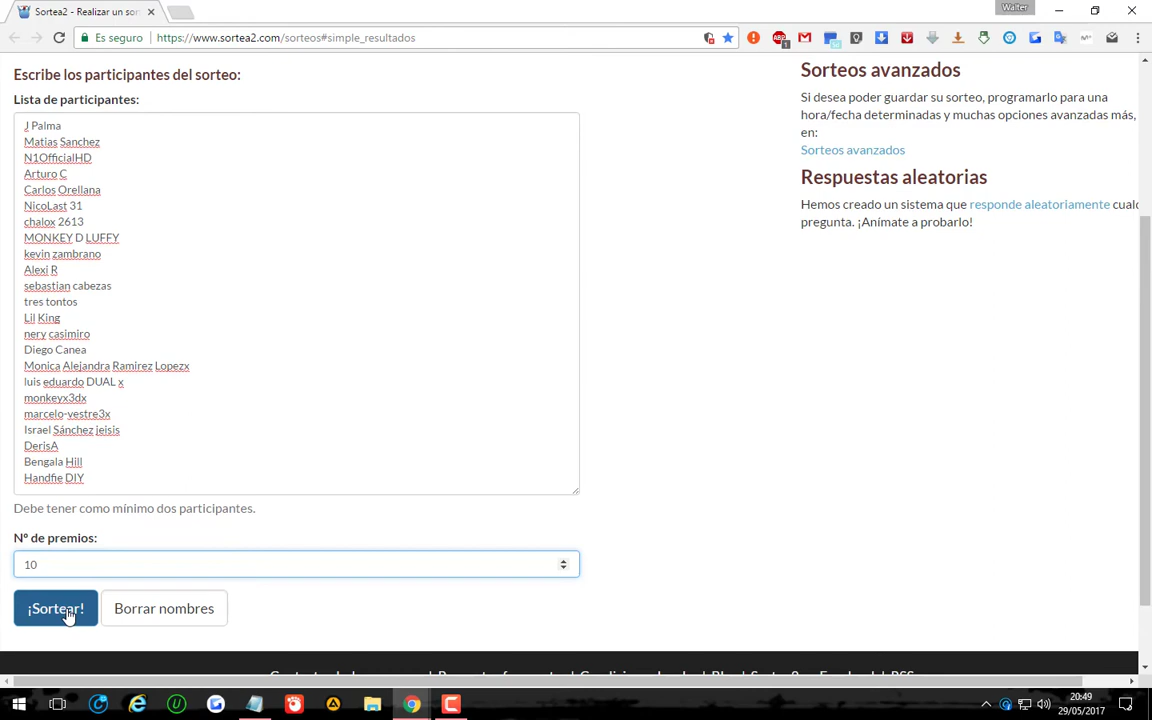 Sortea2 - Realizar un sor
Walter
Es seguro
https://www.sortea2.com/sorteos#simple_resultados
Escribe los participantes del sorteo:
Lista de participantes:
J Palma
Matias Sanchez
N1OfficialHD
Arturo C
Carlos Orellana
NicoLast 31
chalox 2613
MONKEY D LUFFY
kevin zambrano
Alexi R
sebastian cabezas
tres tontos
Lil King
nery casimiro
Diego Canea
Monica Alejandra Ramirez Lopezx
luis eduardo DUAL x
monkeyx3dx
marcelo-vestre3x
Israel Sánchez jeisis
DerisA
Bengala Hill
Handfie DIY
Debe tener como mínimo dos participantes.
Nº de premios:
10
¡Sortear!
Borrar nombres
Sorteos avanzados
Si desea poder guardar su sorteo, programarlo para una
hora/fecha determinadas y muchas opciones avanzadas más,
en:
Sorteos avanzados
Respuestas aleatorias
Hemos creado un sistema que responde aleatoriamente cualq
pregunta. ¡Anímate a probarlo!
20:49
29/05/2017